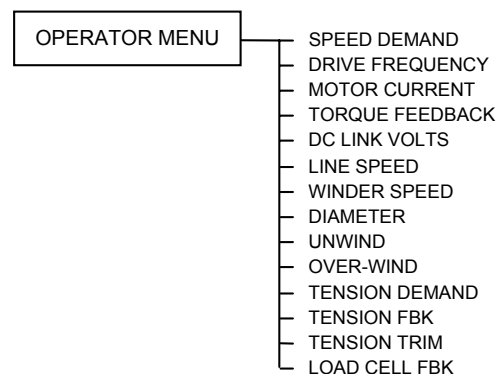 OPERATOR MENU
SPEED DEMAND
DRIVE FREQUENCY
MOTOR CURRENT
TORQUE FEEDBACK
DC LINK VOLTS
LINE SPEED
WINDER SPEED
DIAMETER
UNWIND
OVER-WIND
TENSION DEMAND
TENSION FBK
TENSION TRIM
LOAD CELL FBK